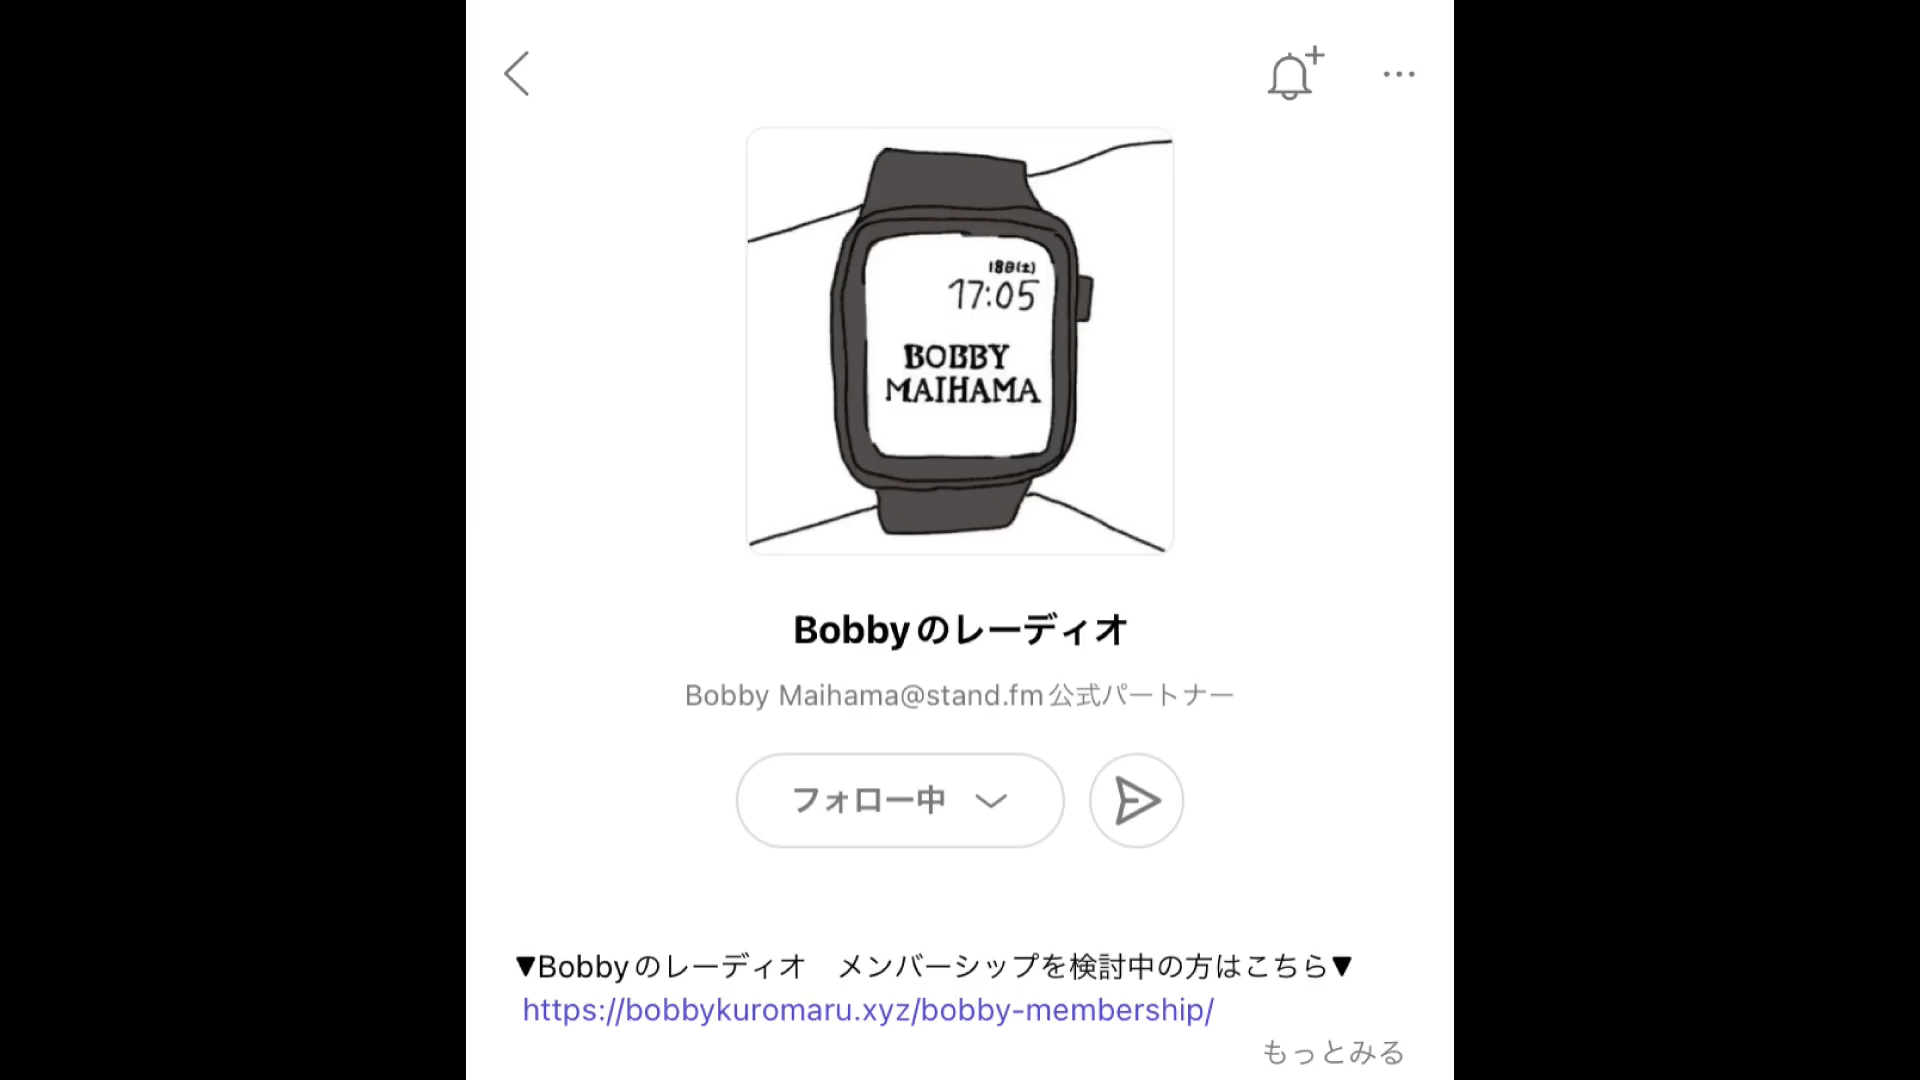 18日(土)
17:05
BOBBY
MAIHAMA
Bobbyのレーディオ
Bobby Maihama@stand.fm公式パートナー
フォロー中
▼Bobbyのレーディオ　メンバーシップを検討中の方はこちら▼
https://bobbykuromaru.xyz/bobby-membership/
もっとみる